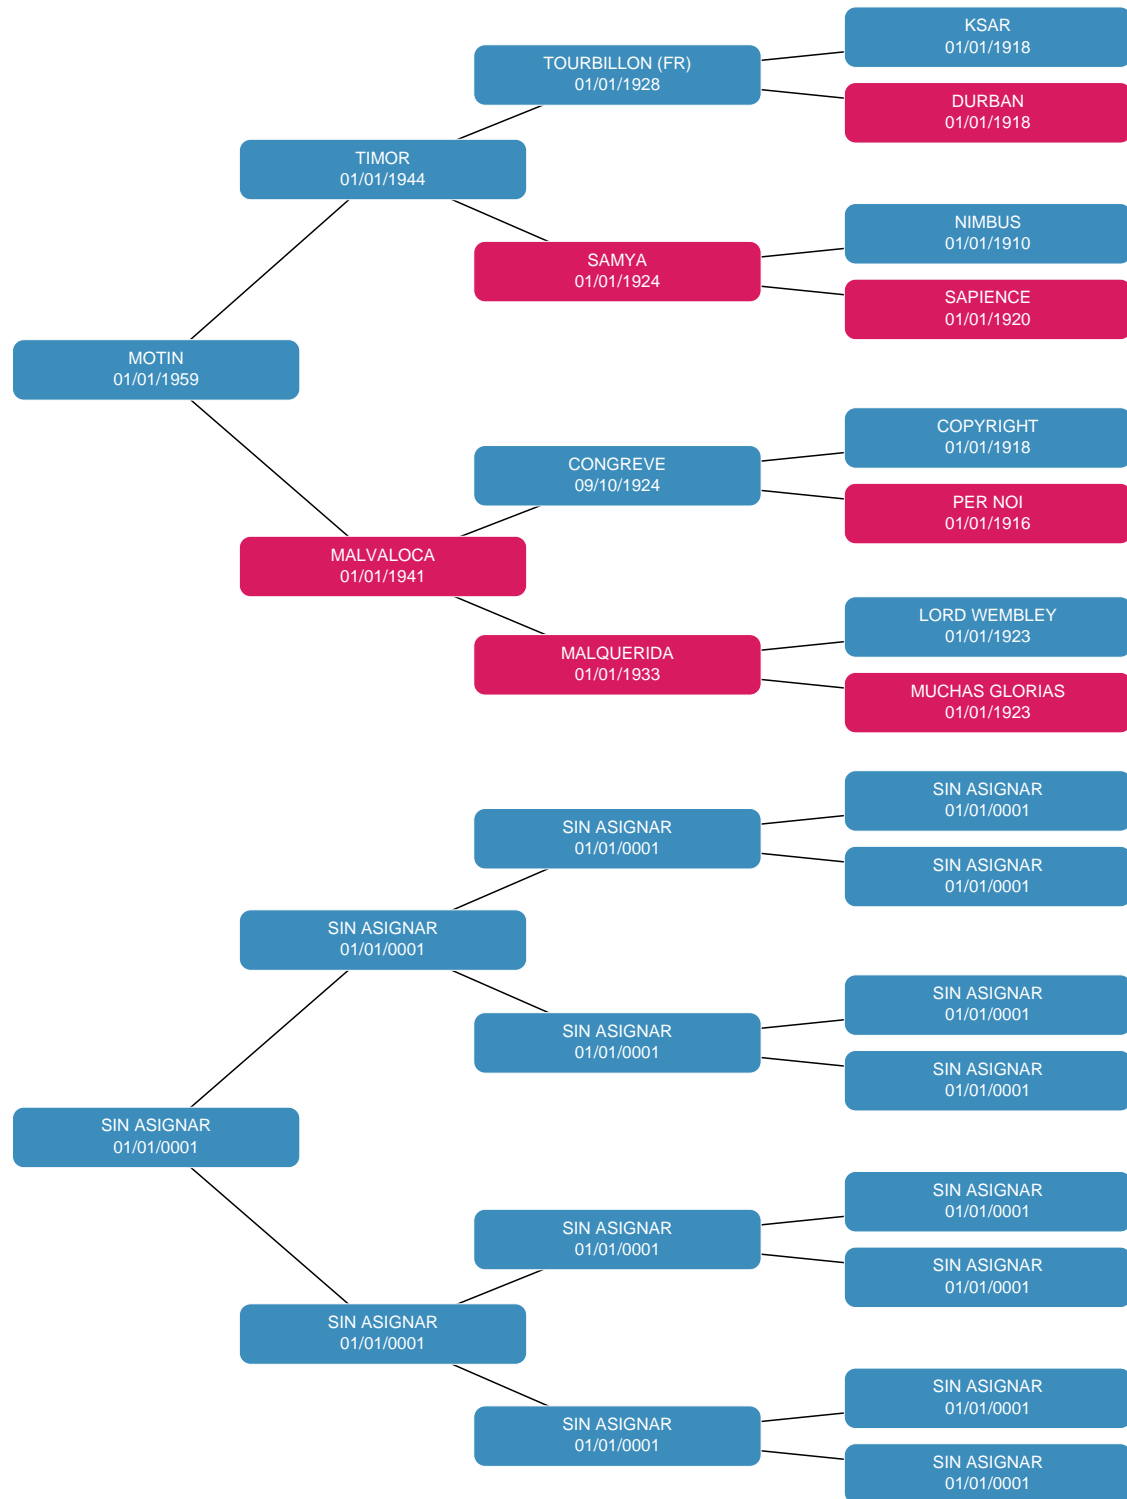 KSAR
01/01/1918
TOURBILLON (FR)
01/01/1928
DURBAN
01/01/1918
TIMOR
01/01/1944
NIMBUS
01/01/1910
SAMYA
01/01/1924
SAPIENCE
01/01/1920
MOTIN
01/01/1959
COPYRIGHT
01/01/1918
CONGREVE
09/10/1924
PER NOI
01/01/1916
MALVALOCA
01/01/1941
LORD WEMBLEY
01/01/1923
MALQUERIDA
01/01/1933
MUCHAS GLORIAS
01/01/1923
SIN ASIGNAR
01/01/0001
SIN ASIGNAR
01/01/0001
SIN ASIGNAR
01/01/0001
SIN ASIGNAR
01/01/0001
SIN ASIGNAR
01/01/0001
SIN ASIGNAR
01/01/0001
SIN ASIGNAR
01/01/0001
SIN ASIGNAR
01/01/0001
SIN ASIGNAR
01/01/0001
SIN ASIGNAR
01/01/0001
SIN ASIGNAR
01/01/0001
SIN ASIGNAR
01/01/0001
SIN ASIGNAR
01/01/0001
SIN ASIGNAR
01/01/0001
SIN ASIGNAR
01/01/0001